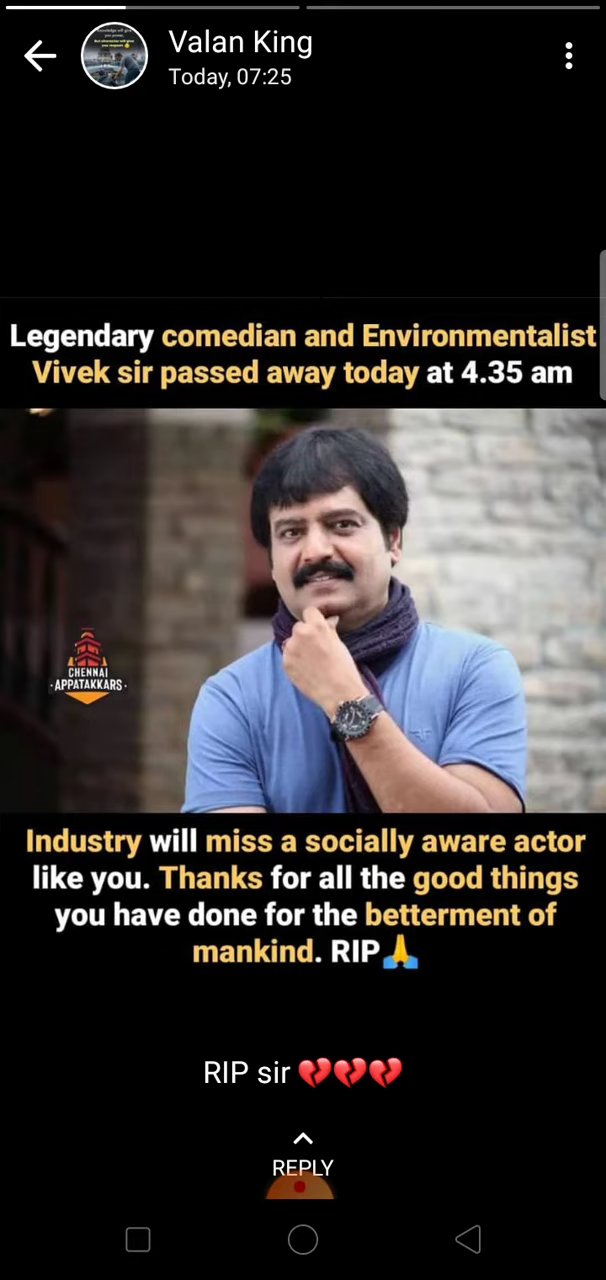 Valan King
Today, 07:25
Legendary comedian and Environmentalist
Vivek sir passed away today at 4.35 am
CHENNAI
·APPATAKKARS·
Industry will miss a socially aware actor
like you. Thanks for all the good things
you have done for the betterment of
mankind. RIP🙏
RIP sir 💔💔💔
REPLY